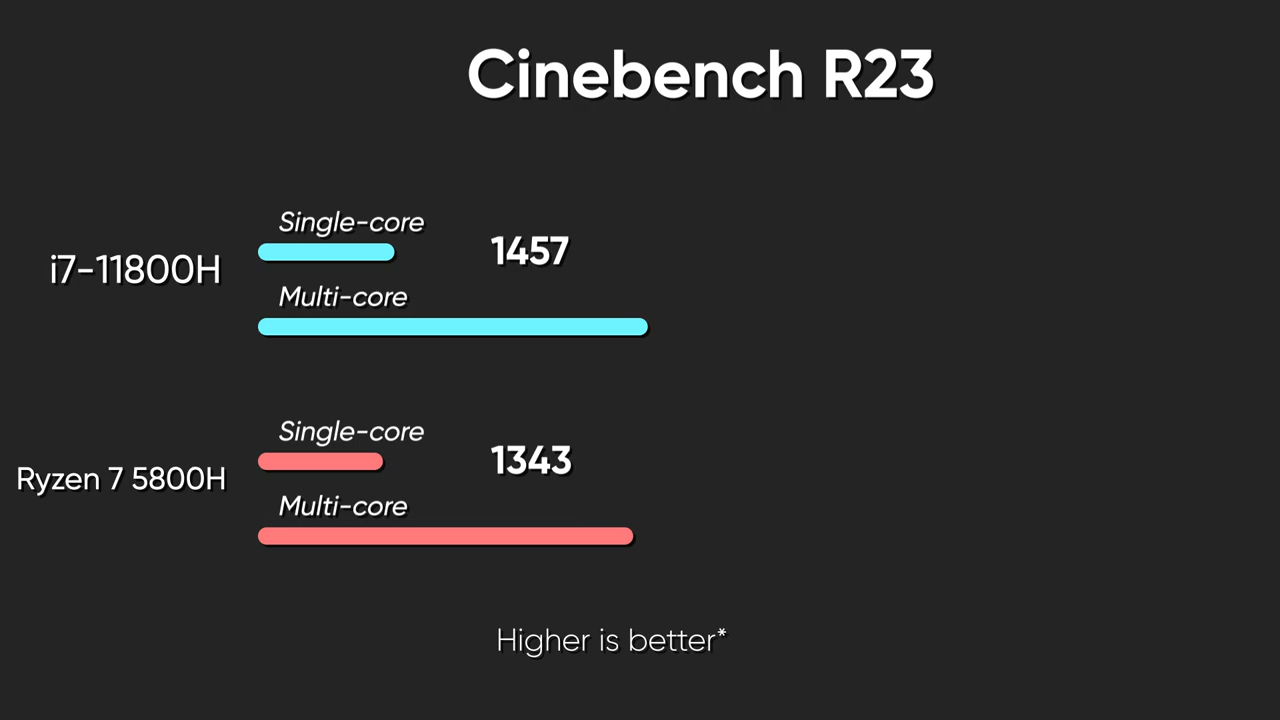 Cinebench R23
Single-core
1457
i7-11800H
Multi-core
Single-core
1343
Ryzen 7 5800H
Multi-core
Higher is better*